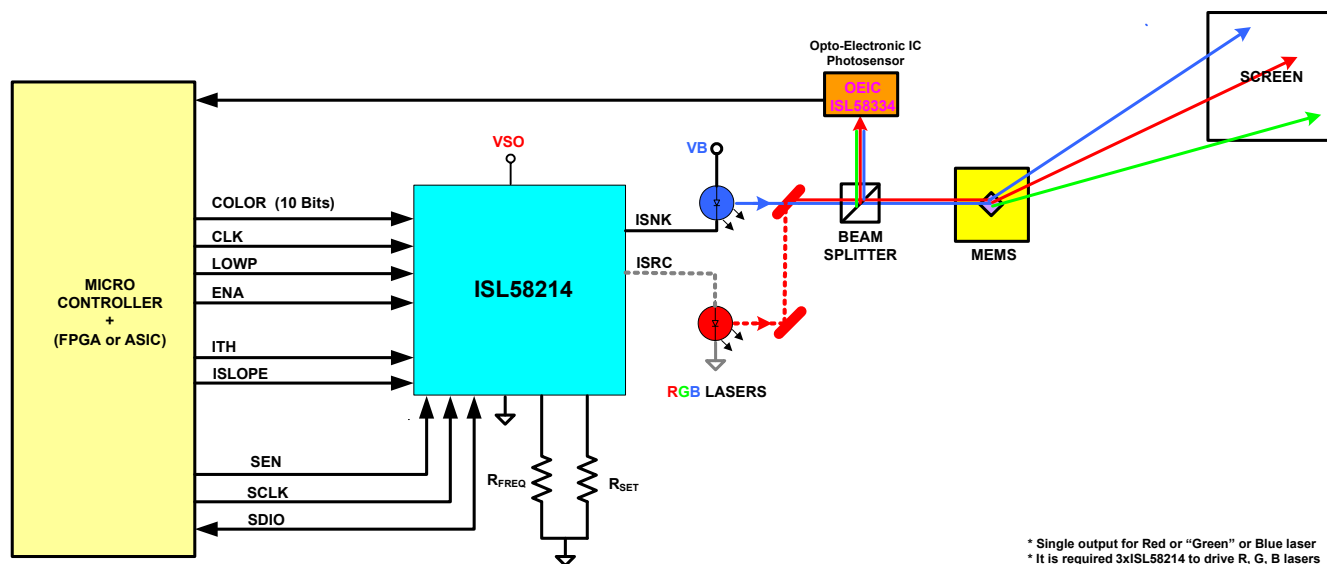 Opto-Electronic IC
Photosensor
OEIC
ISL58334
SCREEN
VSO
VB
COLOR (10 Bits)
CLK
LOWP
ENA
ITH
ISLOPE
SEN
SCLK
SDIO
MICRO
CONTROLLER
+
(FPGA or ASIC)
ISL58214
ISNK
ISRC
BEAM
SPLITTER
MEMS
RGB LASERS
RFREQ
RSET
* Single output for Red or “Green” or Blue laser
* It is required 3xISL58214 to drive R, G, B lasers